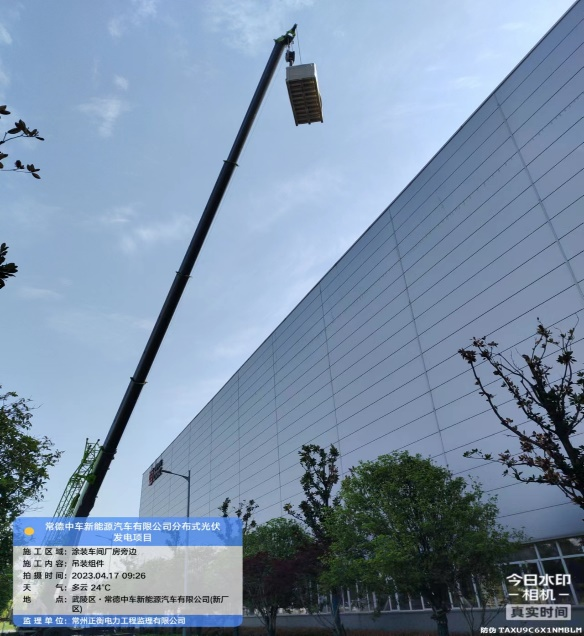 常德中车新能源汽车有限公司分布式光伏
发电项目
施工区域：涂装车间厂房旁边
施工内容：吊装组件
拍摄时间：2023.04.17 09:26
天 气：多云 24℃
地 点：武陵区·常德中车新能源汽车有限公司(新厂
区)
监理单位：常州正衡电力工程监理有限公司
今日水印
相机
真实时间
防伪 TAXU9C6X1NMBLM